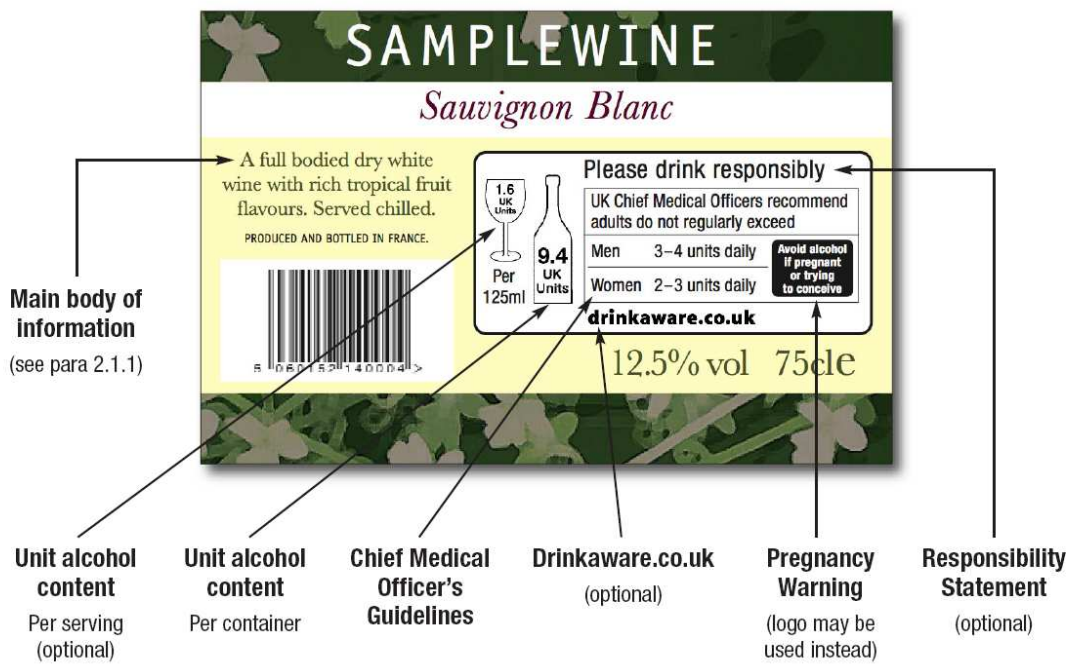 SAMPLEWINE
Sauvignon Blanc
A full bodied dry white
wine with rich tropical fruit
flavours. Served chilled.
PRODUCED AND BOTTLED IN FRANCE.
5 060152 140004 >
1.6
UK
Units
Per
125ml
9.4
UK
Units
Please drink responsibly
UK Chief Medical Officers recommend
adults do not regularly exceed
Men 3–4 units daily
Women 2–3 units daily
Avoid alcohol
if pregnant
or trying
to conceive
drinkaware.co.uk
12.5% vol 75cle
Main body of
information
(see para 2.1.1)
Unit alcohol
content
Per serving
(optional)
Unit alcohol
content
Per container
Chief Medical
Officer's
Guidelines
Drinkaware.co.uk
(optional)
Pregnancy
Warning
(logo may be
used instead)
Responsibility
Statement
(optional)